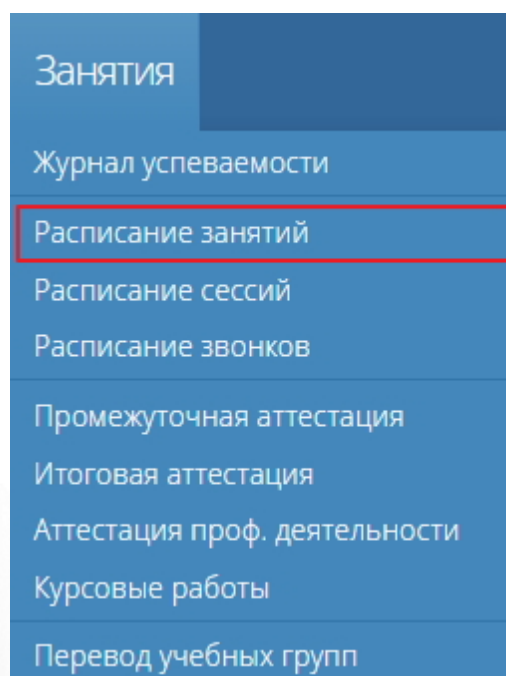 Занятия
Журнал успеваемости
Расписание занятий
Расписание сессий
Расписание звонков
Промежуточная аттестация
Итоговая аттестация
Аттестация проф. деятельности
Курсовые работы
Перевод учебных групп